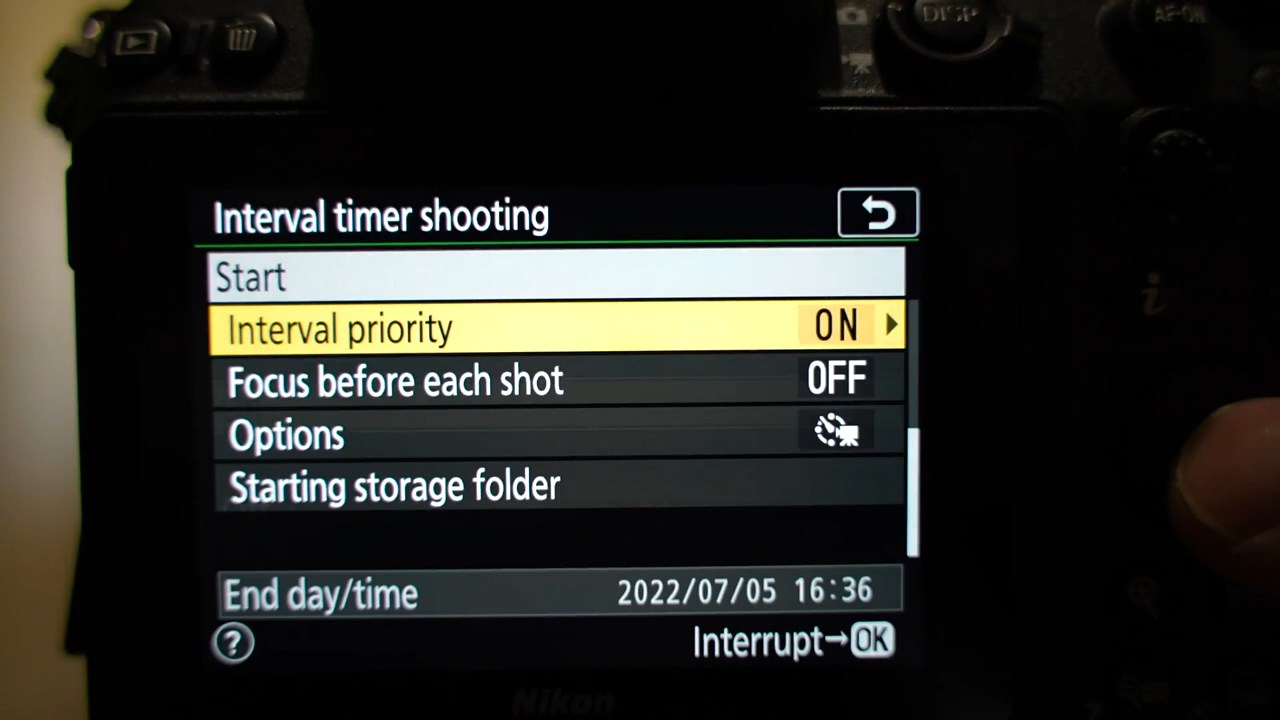 DISP
AF-ON
Interval timer shooting
Start
Interval priority ON
i
Focus before each shot OFF
Options
Starting storage folder
End day/time 2022/07/05 16:36
? Interrupt→OK
Nikon